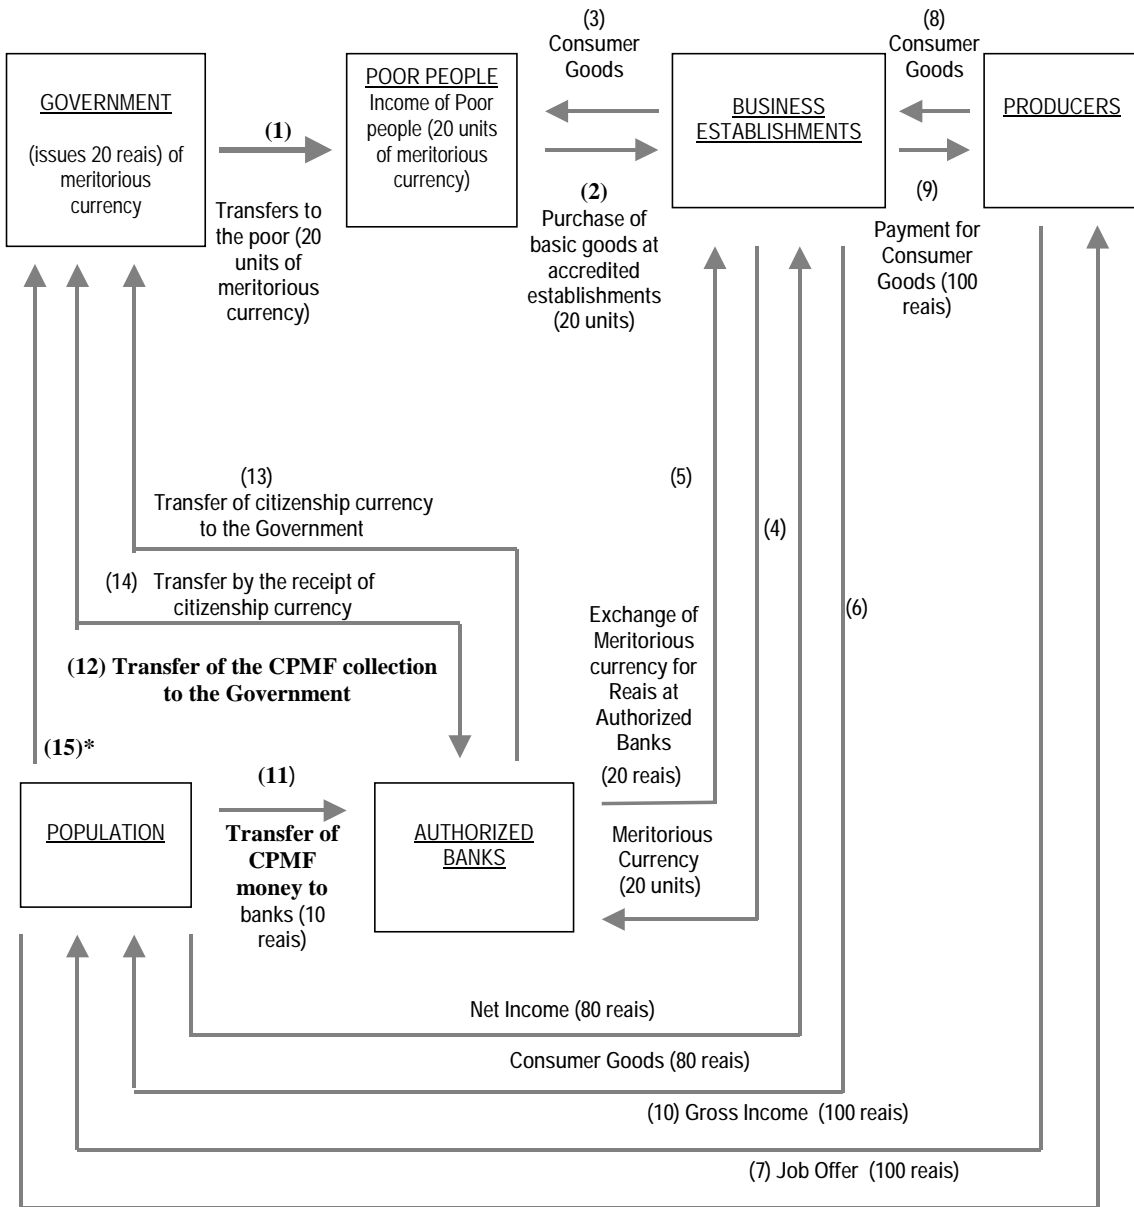 (3)
Consumer
Goods
(8)
Consumer
Goods
GOVERNMENT
(issues 20 reais) of
meritorious
currency
(1)
Transfers to
the poor (20
units of
meritorious
currency)
POOR PEOPLE
Income of Poor
people (20 units
of meritorious
currency)
(2)
Purchase of
basic goods at
accredited
establishments
(20 units)
BUSINESS
ESTABLISHMENTS
(9)
Payment for
Consumer
Goods (100
reais)
PRODUCERS
(13)
Transfer of citizenship currency
to the Government
(5)
(4)
(6)
(14) Transfer by the receipt of
citizenship currency
(12) Transfer of the CPMF collection
to the Government
Exchange of
Meritorious
currency for
Reais at
Authorized
Banks
(20 reais)
(15)*
POPULATION
(11)
Transfer of
CPMF
money to
banks (10
reais)
AUTHORIZED
BANKS
Meritorious
Currency
(20 units)
Net Income (80 reais)
Consumer Goods (80 reais)
(10) Gross Income (100 reais)
(7) Job Offer (100 reais)